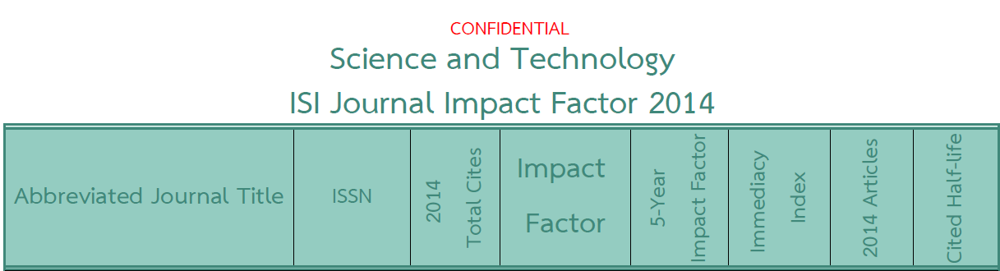 CONFIDENTIAL
Science and Technology
ISI Journal Impact Factor 2014
Abbreviated Journal Title
ISSN
2014
Total Cites
Impact
Factor
5-Year
Impact Factor
Immediacy
Index
2014 Articles
Cited Half-life